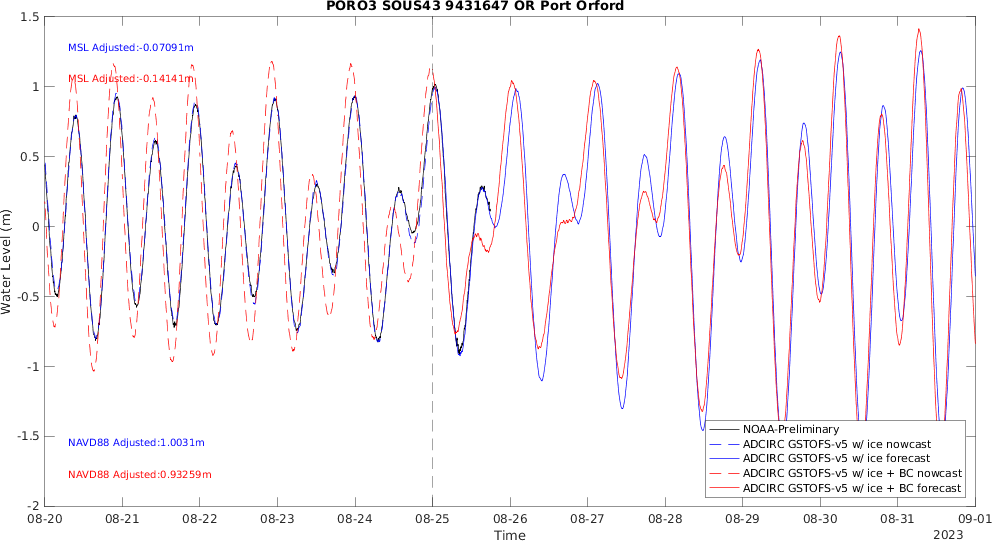 PORO3 SOUS43 9431647 OR Port Orford
1.5
MSL Adjusted:-0.07091m
MSL Adjusted:-0.14141m
1
0.5
0
Water Level (m)
-0.5
-1
-1.5
-2
NAVD88 Adjusted:1.0031m
NAVD88 Adjusted:0.93259m
NOAA-Preliminary
ADCIRC GSTOFS-v5 w/ ice nowcast
ADCIRC GSTOFS-v5 w/ ice forecast
ADCIRC GSTOFS-v5 w/ ice + BC nowcast
ADCIRC GSTOFS-v5 w/ ice + BC forecast
08-20 08-21 08-22 08-23 08-24 08-25 08-26 08-27 08-28 08-29 08-30 08-31 09-01
Time
2023